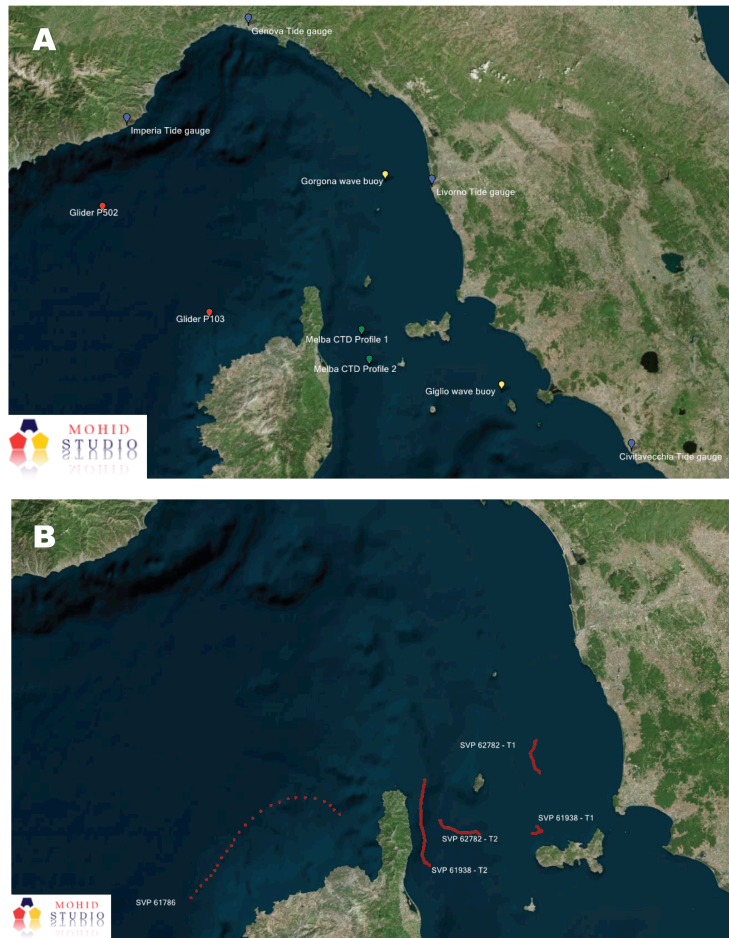 A
Genova Tide gauge
Imperia Tide gauge
Gorgona wave buoy
Livorno Tide gauge
Glider P502
Glider P103
Melba CTD Profile 1
Melba CTD Profile 2
Giglio wave buoy
Civitavecchia Tide gauge
MOHID
STUDIO
MOHID
B
SVP 62782 - T1
SVP 61938 - T1
SVP 62782 - T2
SVP 61938 - T2
SVP 61786
MOHID
STUDIO
MOHID